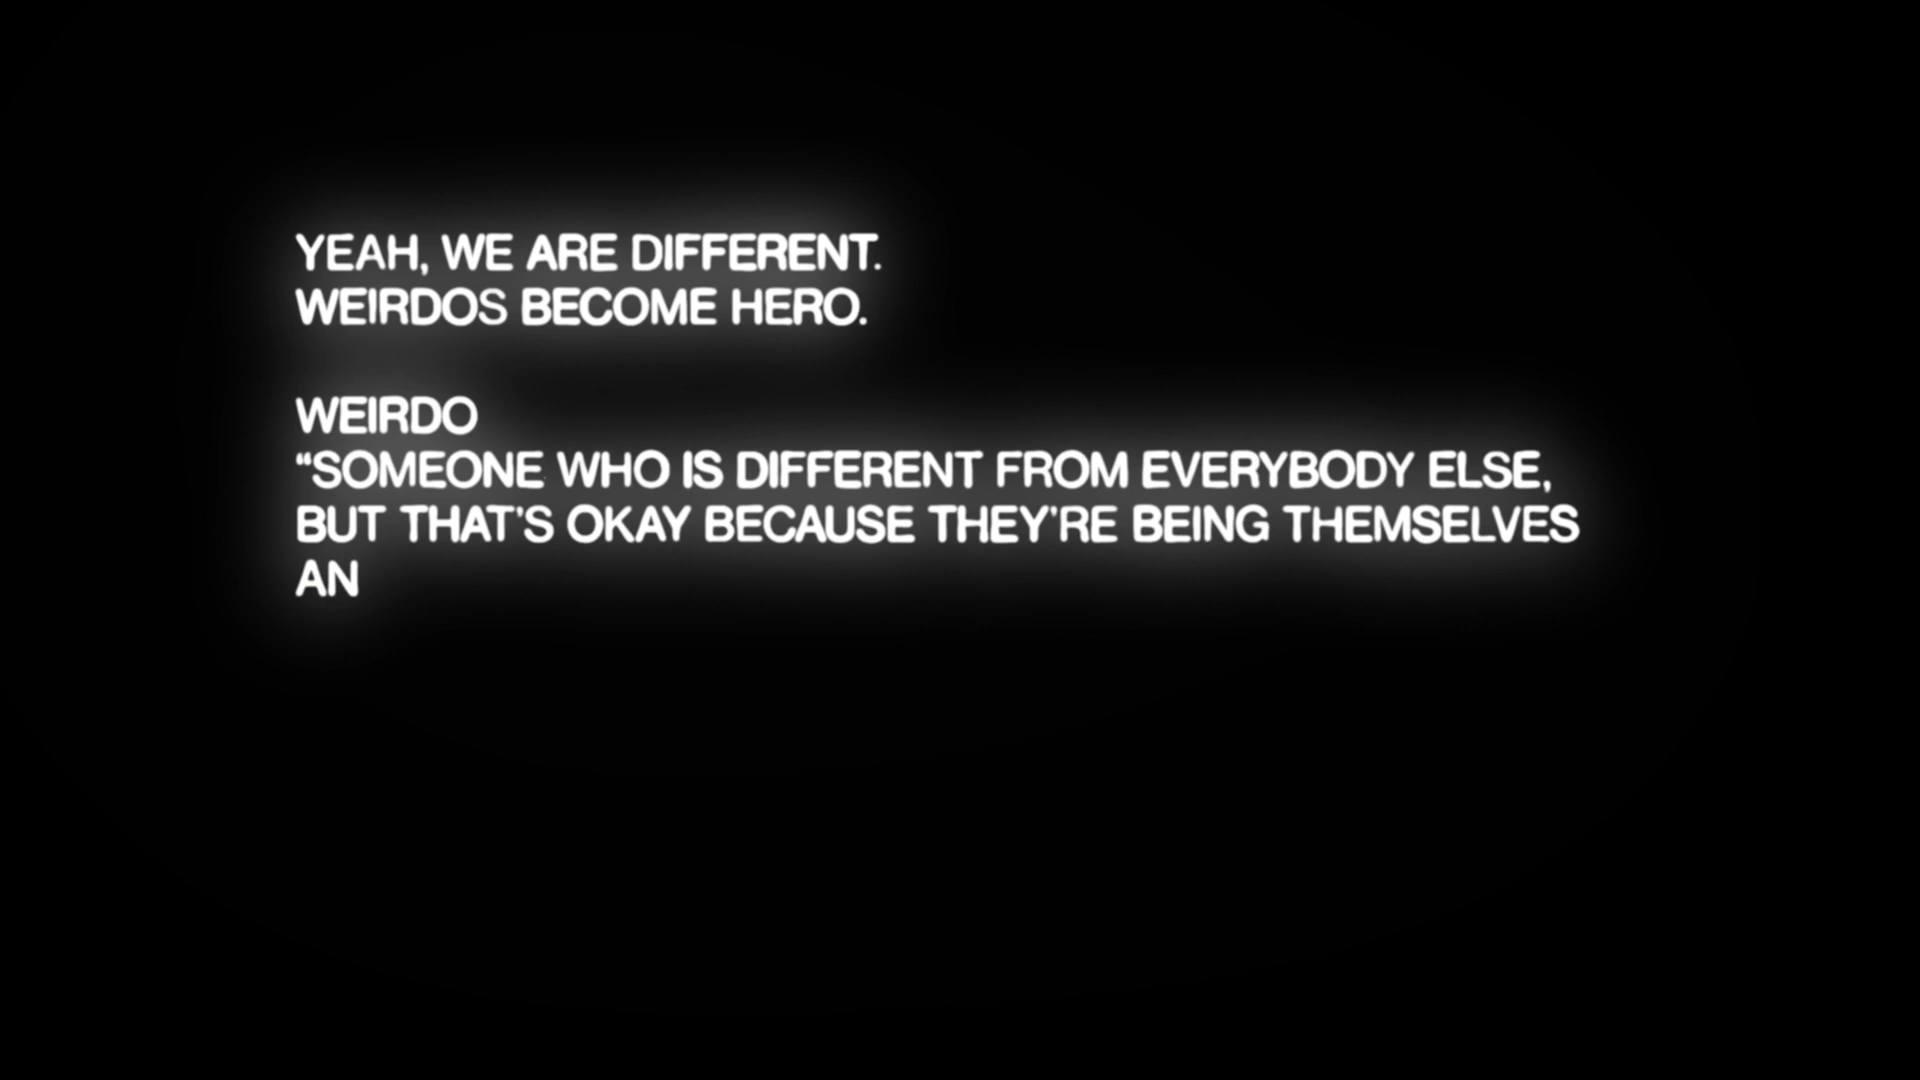 YEAH, WE ARE DIFFERENT.
WEIRDOS BECOME HERO.
WEIRDO
“SOMEONE WHO IS DIFFERENT FROM EVERYBODY ELSE,
BUT THAT’S OKAY BECAUSE THEY’RE BEING THEMSELVES
AN